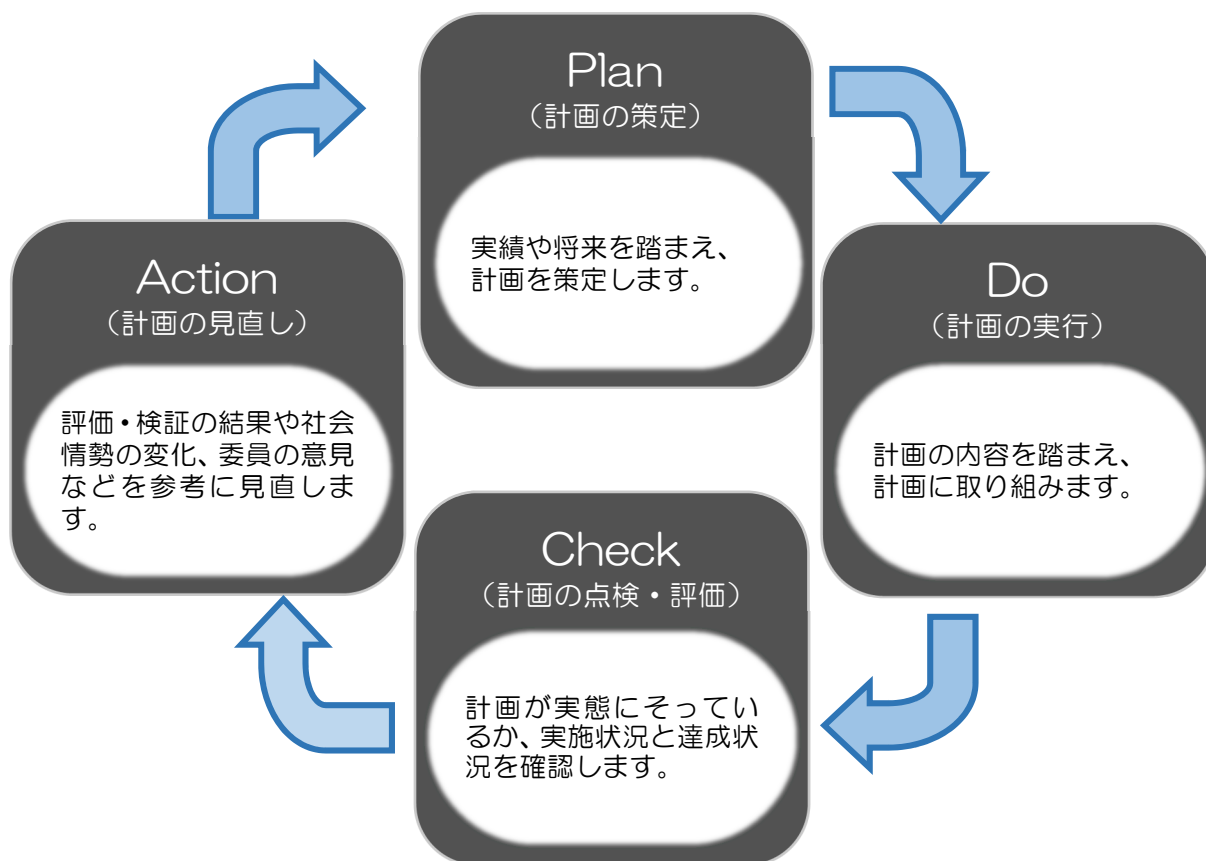 Plan
（計画の策定）
実績や将来を踏まえ、
計画を策定します。
Do
（計画の実行）
計画の内容を踏まえ、
計画に取り組みます。
Check
（計画の点検・評価）
計画が実態にそってい
るか、実施状況と達成状
況を確認します。
Action
（計画の見直し）
評価・検証の結果や社会
情勢の変化、委員の意見
などを参考に見直しま
す。